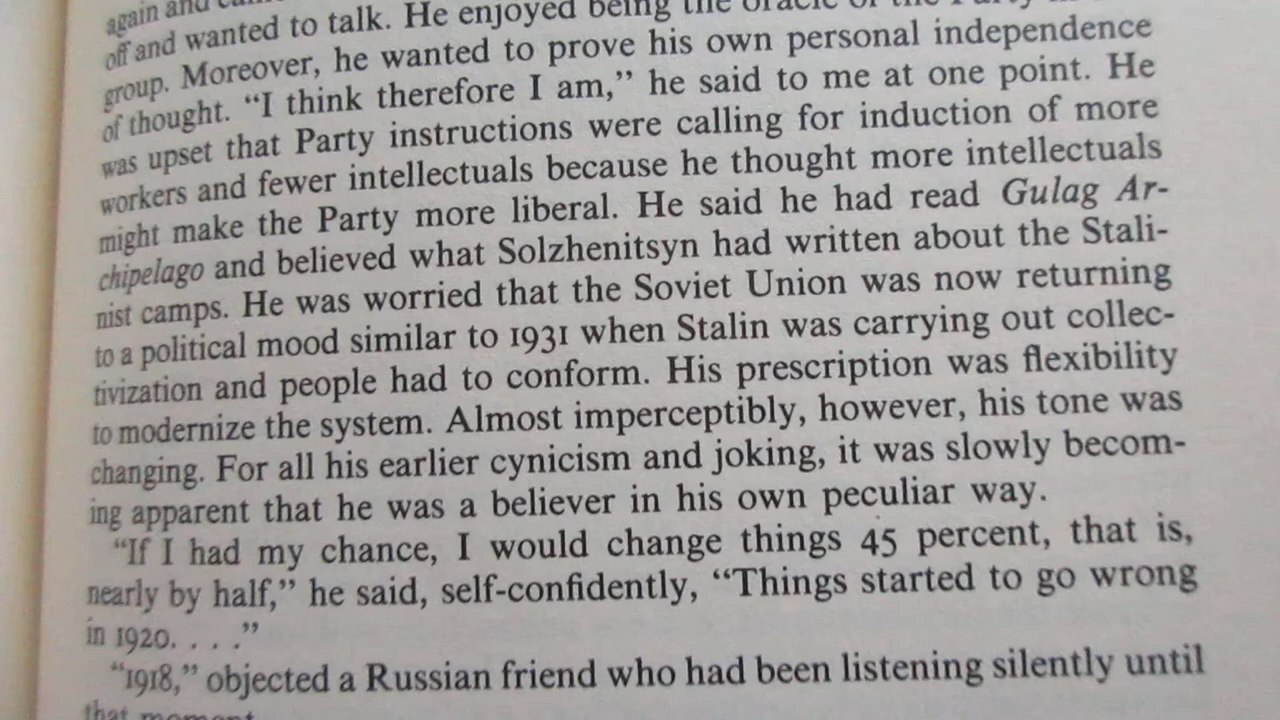 again and
off and wanted to talk. He enjoyed being the oracle of the Party
group. Moreover, he wanted to prove his own personal independence
of thought. “I think therefore I am,” he said to me at one point. He
was upset that Party instructions were calling for induction of more
workers and fewer intellectuals because he thought more intellectuals
might make the Party more liberal. He said he had read Gulag Ar-
chipelago and believed what Solzhenitsyn had written about the Stali-
nist camps. He was worried that the Soviet Union was now returning
to a political mood similar to 1931 when Stalin was carrying out collec-
tivization and people had to conform. His prescription was flexibility
to modernize the system. Almost imperceptibly, however, his tone was
changing. For all his earlier cynicism and joking, it was slowly becom-
ing apparent that he was a believer in his own peculiar way.
“If I had my chance, I would change things 45 percent, that is,
nearly by half,” he said, self-confidently, “Things started to go wrong
in 1920. . . .”
“1918,” objected a Russian friend who had been listening silently until
that moment.